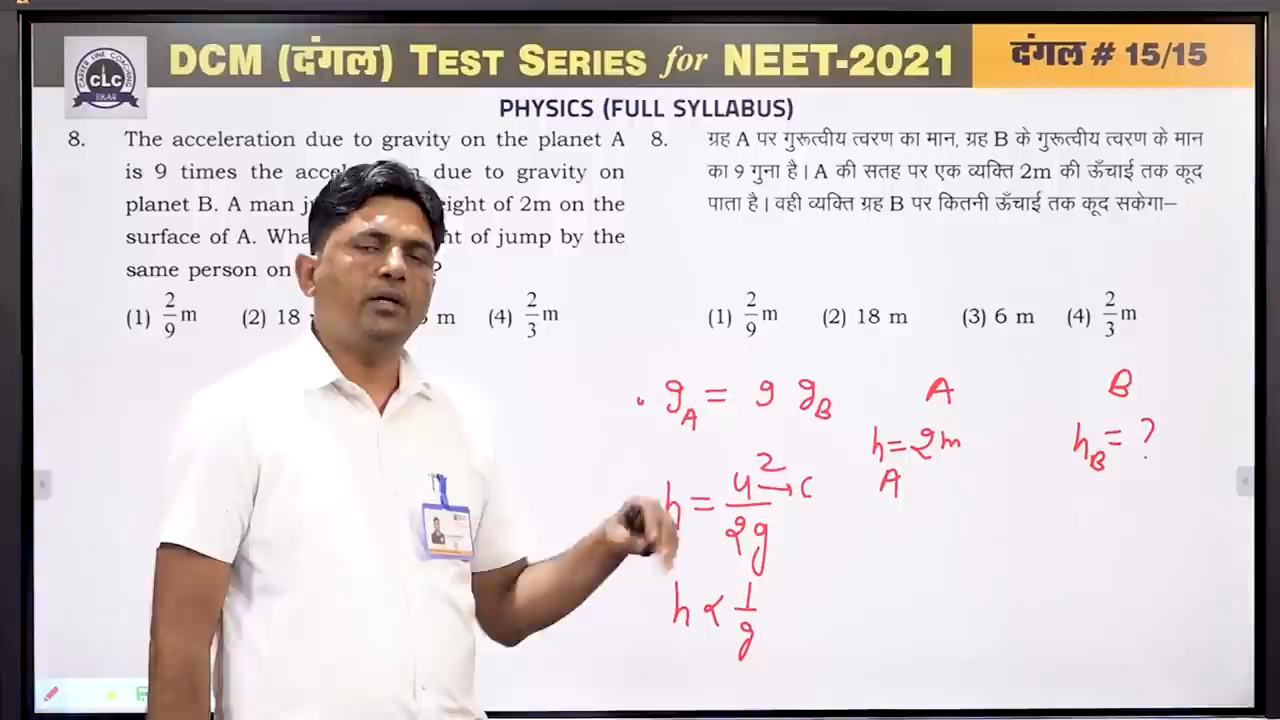 CAREER LINE COACHING
CLC
SIKAR
DCM (दंगल) TEST SERIES for NEET-2021
दंगल # 15/15
PHYSICS (FULL SYLLABUS)
8. The acceleration due to gravity on the planet A
is 9 times the due to gravity on
planet B. A man of 2m on the
surface of A. of jump by the
same person on
(1) 2/9 m (2) 18 m (4) 2/3 m
8. ग्रह A पर गुरूत्वीय त्वरण का मान, ग्रह B के गुरूत्वीय त्वरण के मान
का 9 गुना है। A की सतह पर एक व्यक्ति 2m की ऊँचाई तक कूद
पाता है। वही व्यक्ति ग्रह B पर कितनी ऊँचाई तक कूद सकेगा–
(1) 2/9 m (2) 18 m (3) 6 m (4) 2/3 m
g_A = 9 g_B
A
B
h_A = 2m
h_B = ?
h = u²/2g → c
h ∝ 1/g